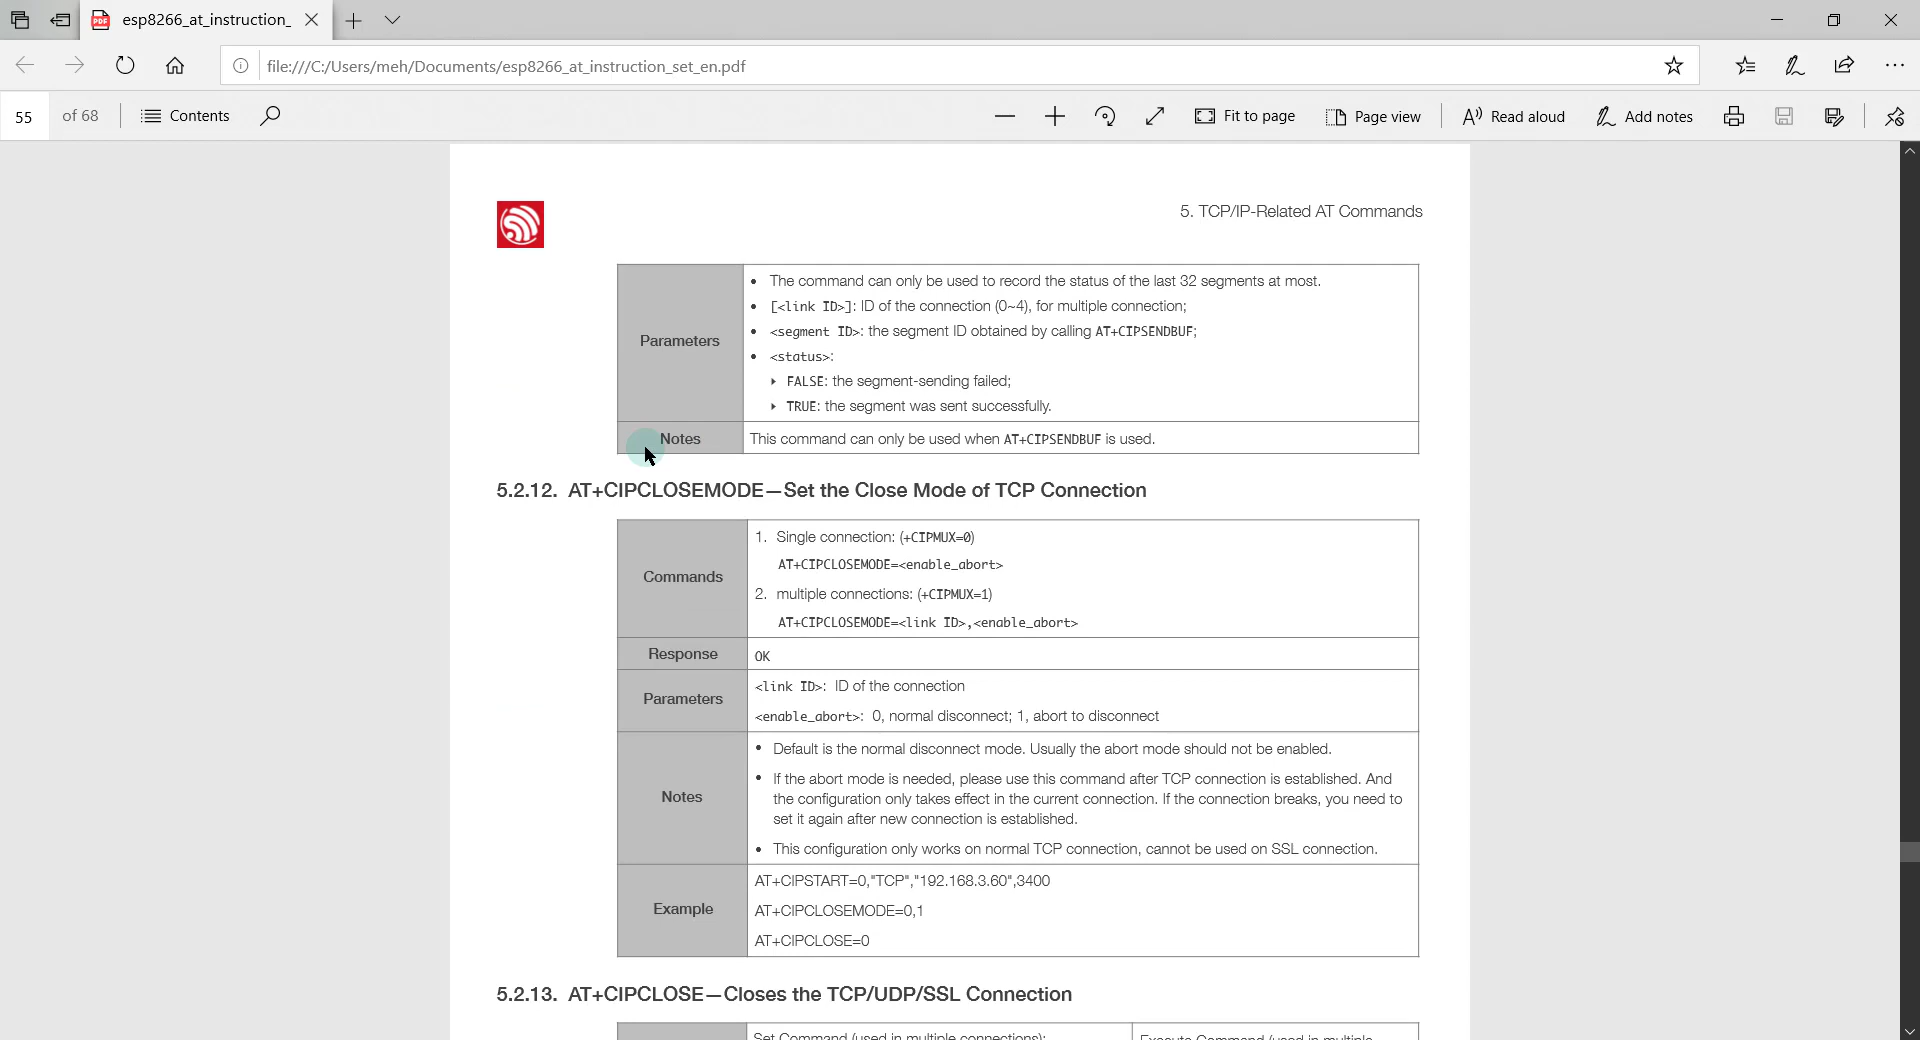 esp8266_at_instruction_
file:///C:/Users/meh/Documents/esp8266_at_instruction_set_en.pdf
55 of 68 Contents Fit to page Page view Read aloud Add notes
5. TCP/IP-Related AT Commands
• The command can only be used to record the status of the last 32 segments at most.
• [<link ID>]: ID of the connection (0~4), for multiple connection;
• <segment ID>: the segment ID obtained by calling AT+CIPSENDBUF;
Parameters
• <status>:
‣ FALSE: the segment-sending failed;
‣ TRUE: the segment was sent successfully.
Notes This command can only be used when AT+CIPSENDBUF is used.
5.2.12. AT+CIPCLOSEMODE—Set the Close Mode of TCP Connection
1. Single connection: (+CIPMUX=0)
AT+CIPCLOSEMODE=<enable_abort>
Commands
2. multiple connections: (+CIPMUX=1)
AT+CIPCLOSEMODE=<link ID>,<enable_abort>
Response OK
<link ID>: ID of the connection
Parameters
<enable_abort>: 0, normal disconnect; 1, abort to disconnect
• Default is the normal disconnect mode. Usually the abort mode should not be enabled.
• If the abort mode is needed, please use this command after TCP connection is established. And
Notes the configuration only takes effect in the current connection. If the connection breaks, you need to
set it again after new connection is established.
• This configuration only works on normal TCP connection, cannot be used on SSL connection.
AT+CIPSTART=0,"TCP","192.168.3.60",3400
Example AT+CIPCLOSEMODE=0,1
AT+CIPCLOSE=0
5.2.13. AT+CIPCLOSE—Closes the TCP/UDP/SSL Connection
Set Command (used in multiple connections): Execute Command (used in multiple